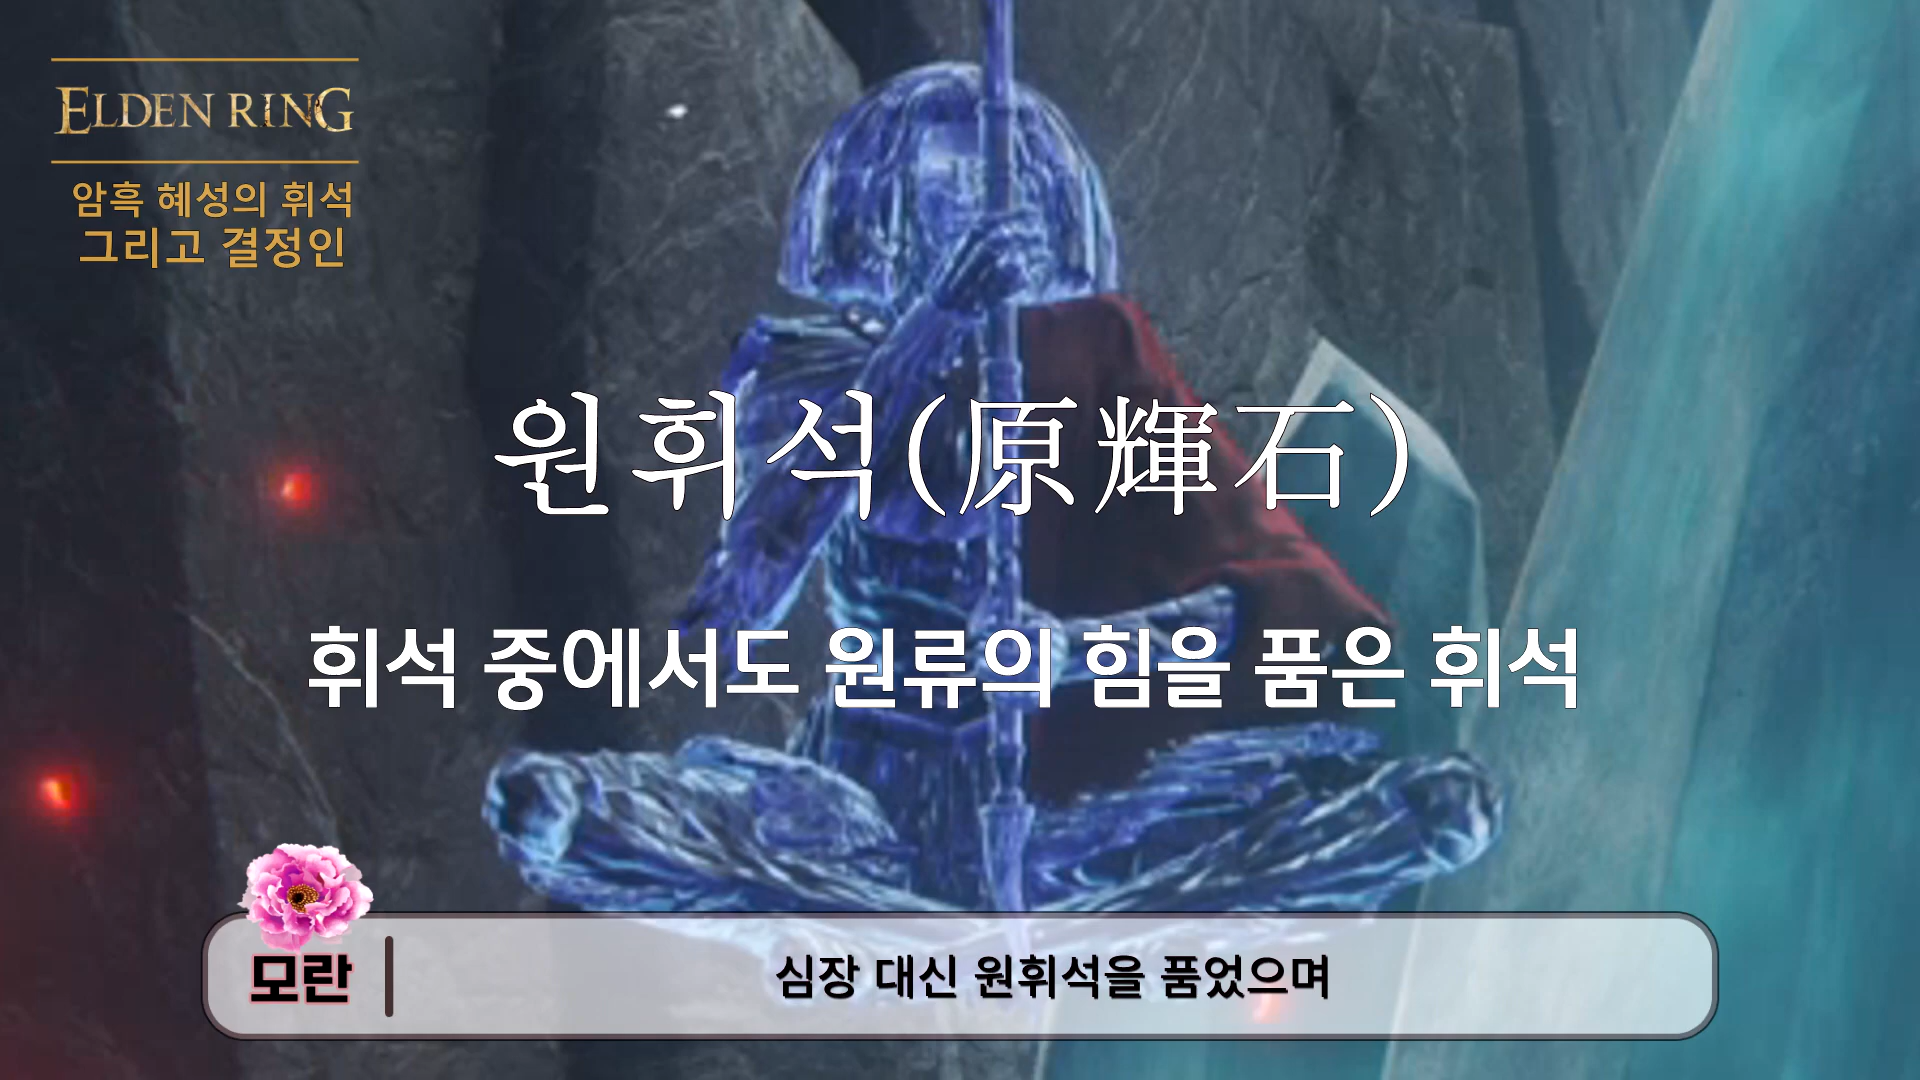 ELDEN RING
암흑 혜성의 휘석
그리고 결정인
원휘석(原輝石)
휘석 중에서도 원류의 힘을 품은 휘석
모란
심장 대신 원휘석을 품었으며